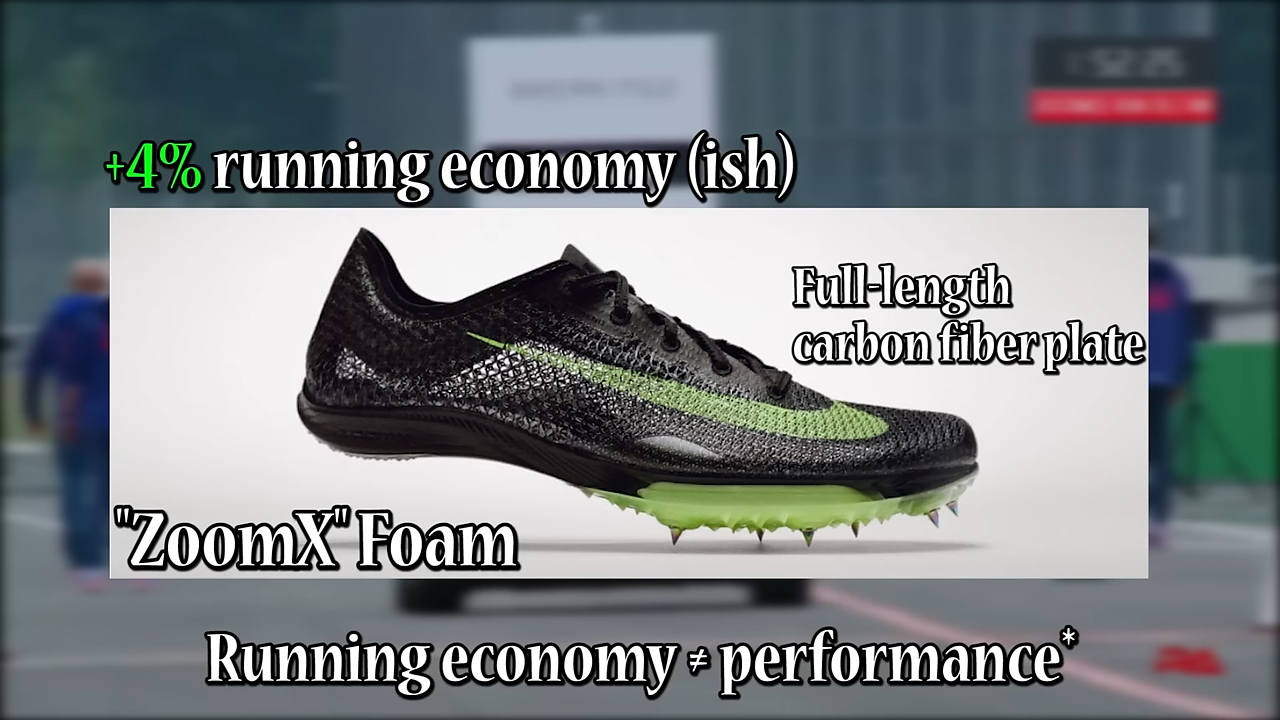 +4% running economy (ish)
Full-length
carbon fiber plate
"ZoomX" Foam
Running economy ≠ performance*